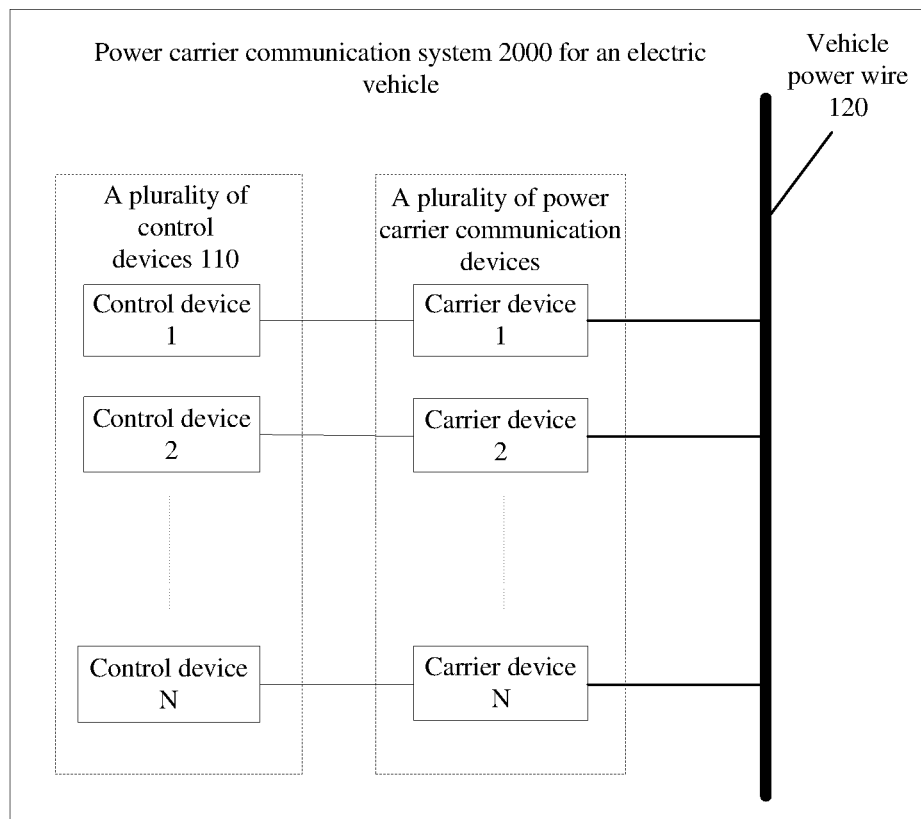 Power carrier communication system 2000 for an electric
vehicle
Vehicle
power wire
120
A plurality of
control
devices 110
A plurality of power
carrier communication
devices
Control device
1
Carrier device
1
Control device
2
Carrier device
2
Control device
N
Carrier device
N